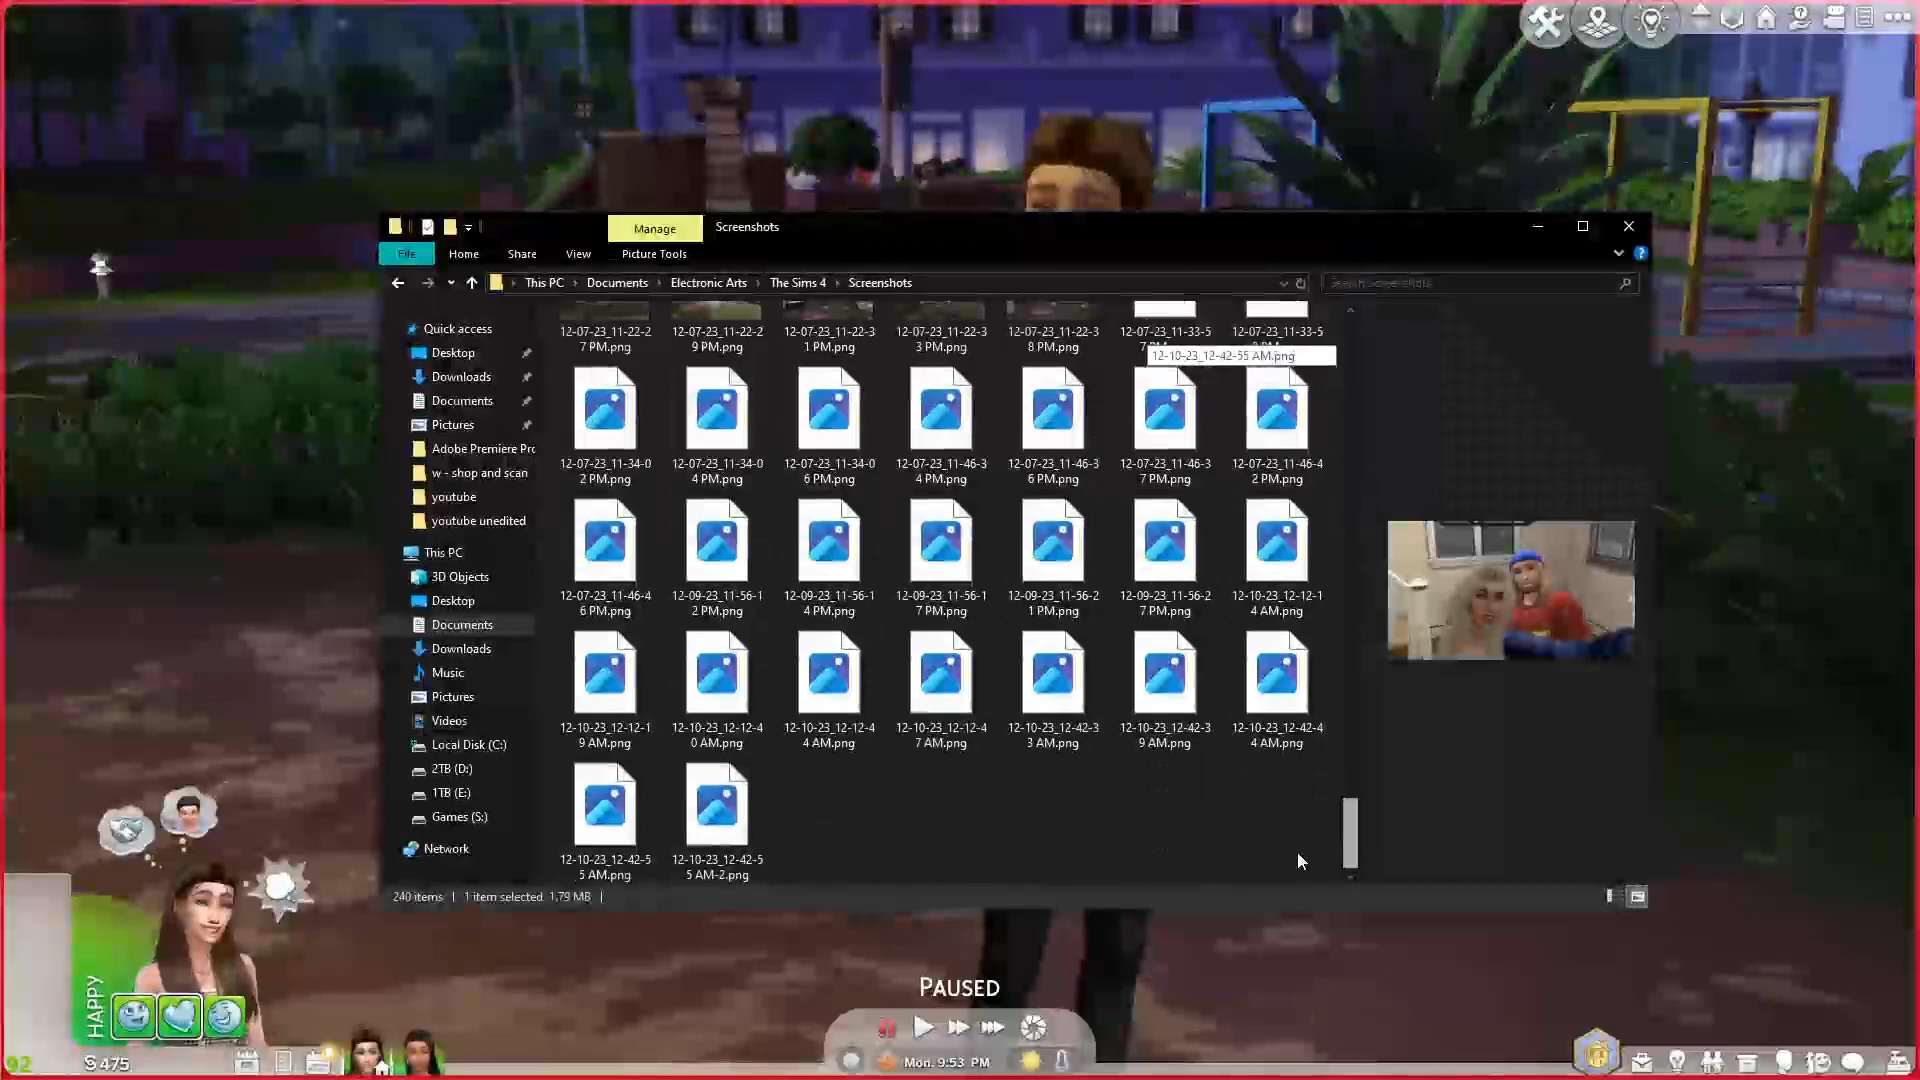 Manage
Screenshots
File
Home
Share
View
Picture Tools
This PC
Documents
Electronic Arts
The Sims 4
Screenshots
Search Screenshots
Quick access
Desktop
Downloads
Documents
Pictures
Adobe Premiere Pro
w - shop and scan
youtube
youtube unedited
This PC
3D Objects
Desktop
Documents
Downloads
Music
Pictures
Videos
Local Disk (C:)
2TB (D:)
1TB (E:)
Games (S:)
Network
12-07-23_11-22-2 12-07-23_11-22-2 12-07-23_11-22-3 12-07-23_11-22-3 12-07-23_11-22-3 12-07-23_11-33-5 12-07-23_11-33-5
7 PM.png 9 PM.png 1 PM.png 3 PM.png 8 PM.png
12-10-23_12-42-55 AM.png
12-07-23_11-34-0 12-07-23_11-34-0 12-07-23_11-34-0 12-07-23_11-46-3 12-07-23_11-46-3 12-07-23_11-46-3 12-07-23_11-46-4
2 PM.png 4 PM.png 6 PM.png 4 PM.png 6 PM.png 7 PM.png 2 PM.png
12-07-23_11-46-4 12-09-23_11-56-1 12-09-23_11-56-1 12-09-23_11-56-1 12-09-23_11-56-2 12-09-23_11-56-2 12-10-23_12-12-1
6 PM.png 2 PM.png 4 PM.png 7 PM.png 1 PM.png 7 PM.png 4 AM.png
12-10-23_12-12-1 12-10-23_12-12-4 12-10-23_12-12-4 12-10-23_12-12-4 12-10-23_12-42-3 12-10-23_12-42-3 12-10-23_12-42-4
9 AM.png 0 AM.png 4 AM.png 7 AM.png 3 AM.png 9 AM.png 4 AM.png
12-10-23_12-42-5 12-10-23_12-42-5
5 AM.png 5 AM-2.png
240 items
1 item selected 1.79 MB
PAUSED
Mon. 9:53 PM
HAPPY
92
§475